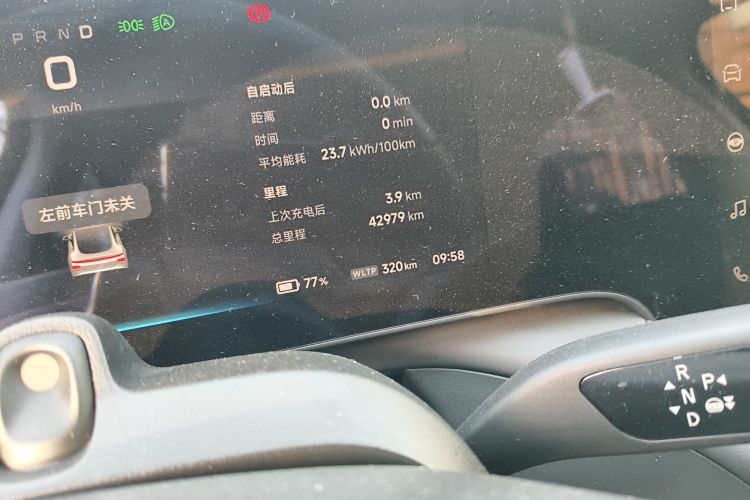 P R N D
0
km/h
自启动后
距离 0.0 km
时间 0 min
平均能耗 23.7 kWh/100km
里程
上次充电后 3.9 km
总里程 42979 km
左前车门未关
77% WLTP 320km 09:58
R
N P
D